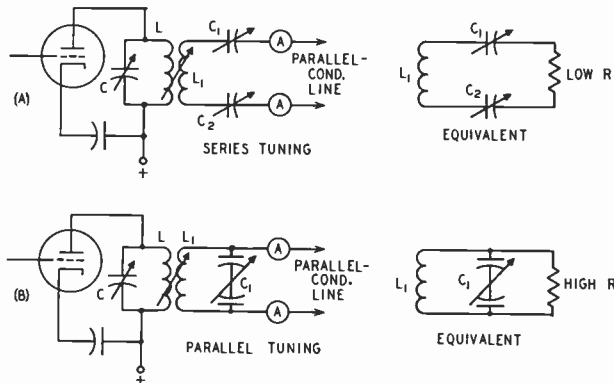 C₁
L
A
PARALLEL-
COND.
LINE
L₁
C
(A)
C₂
A
SERIES TUNING
+
C₁
L₁
C₂
LOW R
EQUIVALENT
L
L₁
A
PARALLEL-
COND.
LINE
C
C₁
(B)
A
PARALLEL TUNING
+
L₁
C₁
HIGH R
EQUIVALENT